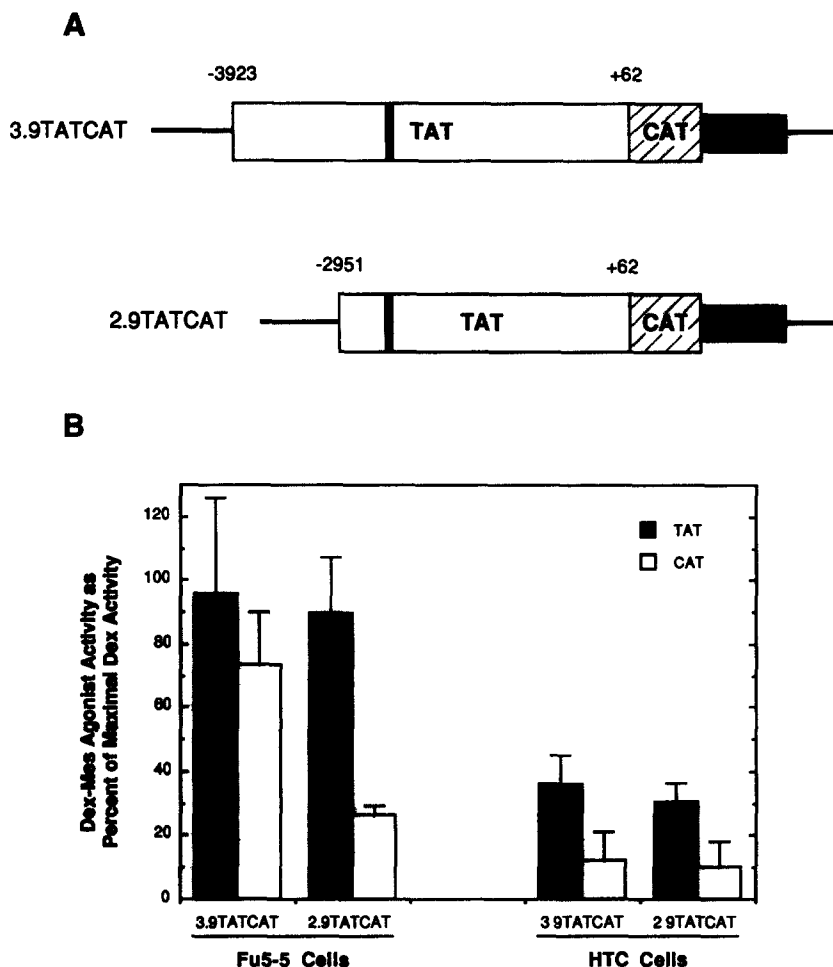 A
-3923
+62
3.9TATCAT
TAT
CAT
-2951
+62
2.9TATCAT
TAT
CAT
B
Dex-Mes Agonist Activity as
Percent of Maximal Dex Activity
120
100
80
60
40
20
0
TAT
CAT
3.9TATCAT
2.9TATCAT
3 9TATCAT
2 9TATCAT
Fu5-5 Cells
HTC Cells